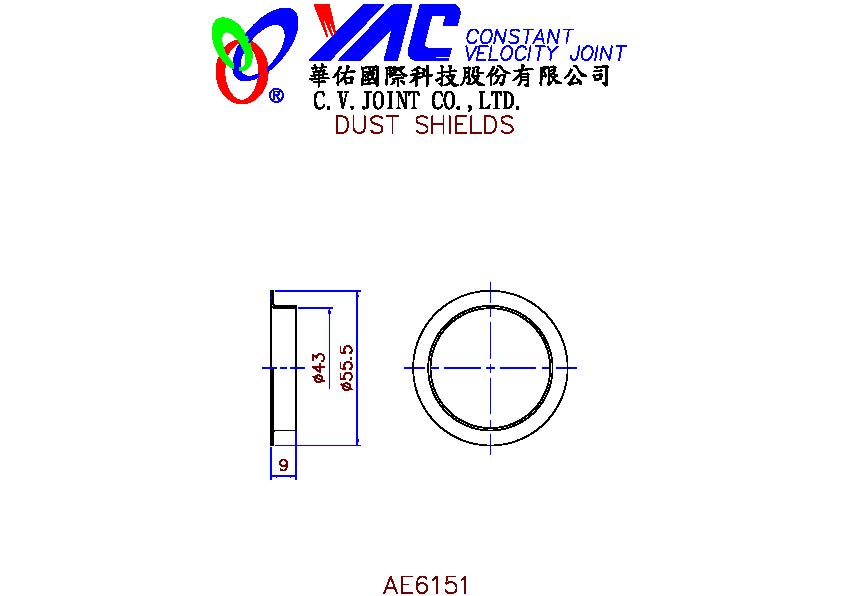 YAC CONSTANT
VELOCITY JOINT
華佑國際科技股份有限公司
® C.V.JOINT CO.,LTD.
DUST SHIELDS
ø43
ø55.5
9
AE6151